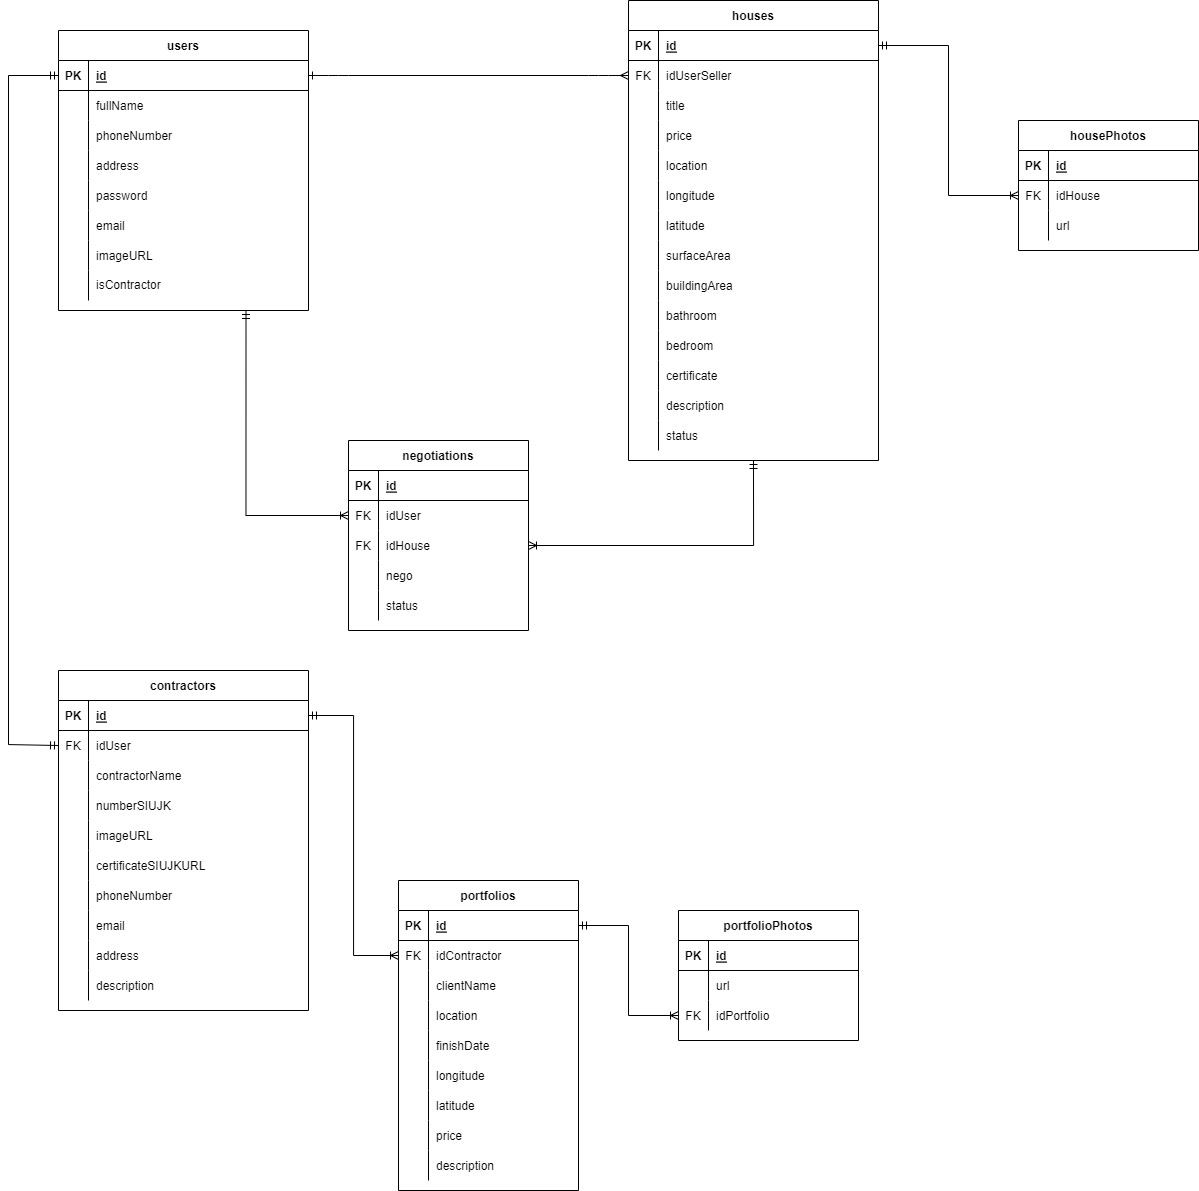 users
PK id
fullName
phoneNumber
address
password
email
imageURL
isContractor
houses
PK id
FK idUserSeller
title
price
location
longitude
latitude
surfaceArea
buildingArea
bathroom
bedroom
certificate
description
status
housePhotos
PK id
FK idHouse
url
negotiations
PK id
FK idUser
FK idHouse
nego
status
contractors
PK id
FK idUser
contractorName
numberSIUJK
imageURL
certificateSIUJKURL
phoneNumber
email
address
description
portfolios
PK id
FK idContractor
clientName
location
finishDate
longitude
latitude
price
description
portfolioPhotos
PK id
url
FK idPortfolio